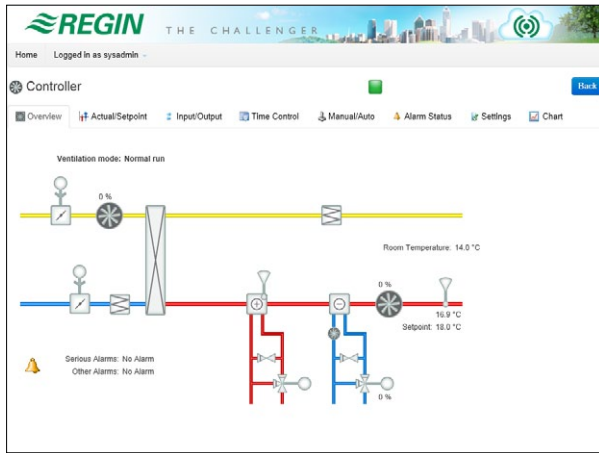 REGIN THE CHALLENGER
Home Logged in as sysadmin
Controller Back
Overview Actual/Setpoint Input/Output Time Control Manual/Auto Alarm Status Settings Chart
Ventilation mode: Normal run
0 %
Room Temperature: 14.0 °C
0 %
16.9 °C
Setpoint: 18.0 °C
Serious Alarms: No Alarm
Other Alarms: No Alarm
0 %